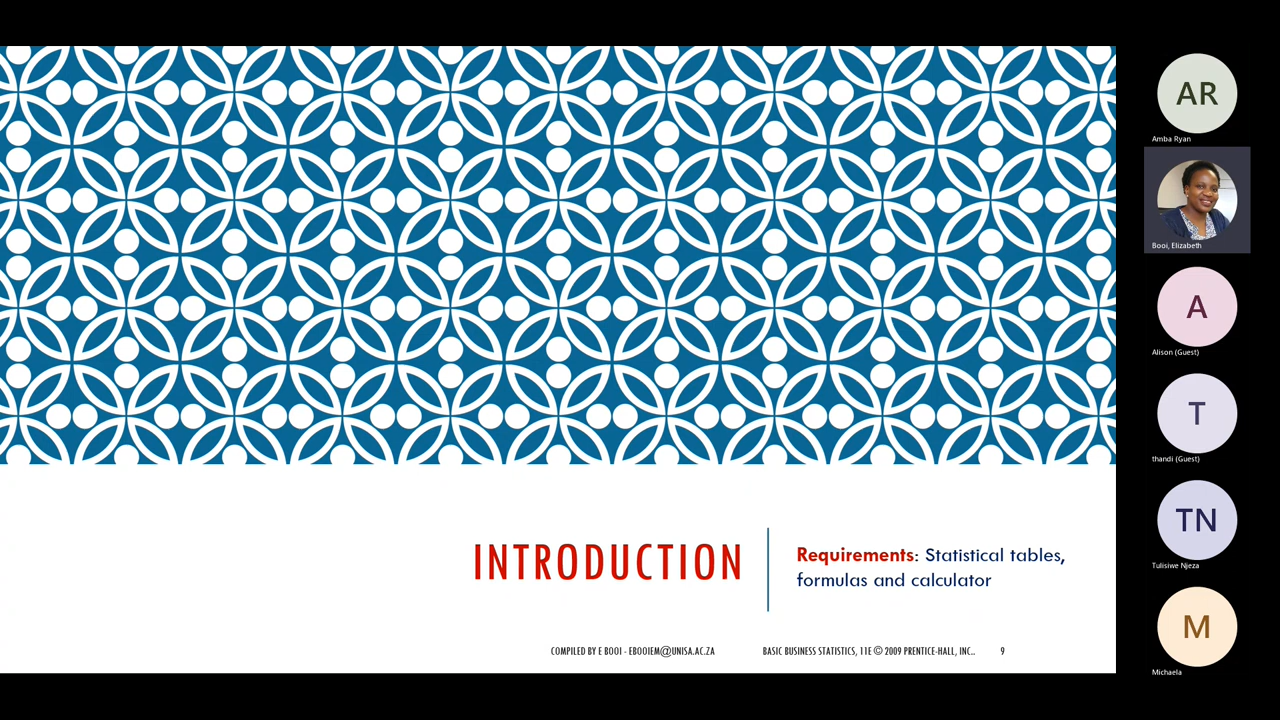 INTRODUCTION
Requirements: Statistical tables,
formulas and calculator
COMPILED BY E BOOI - EBOOIEM@UNISA.AC.ZA
BASIC BUSINESS STATISTICS, 11E © 2009 PRENTICE-HALL, INC..
9
AR
Amba Ryan
Booi, Elizabeth
A
Alison (Guest)
T
thandi (Guest)
TN
Tulisiwe Njeza
M
Michaela